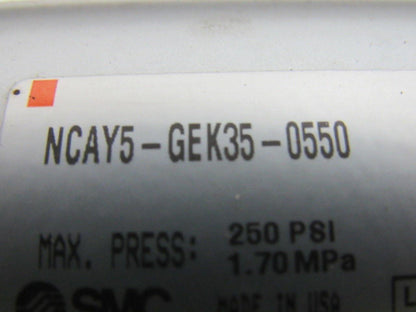 NCAY5-GEK35-0550
MAX. PRESS: 250 PSI
1.70 MPa
SMC MADE IN USA